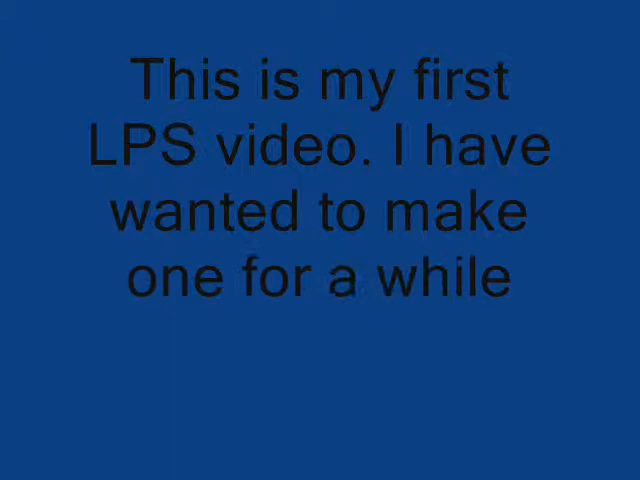 This is my first
LPS video. I have
wanted to make
one for a while